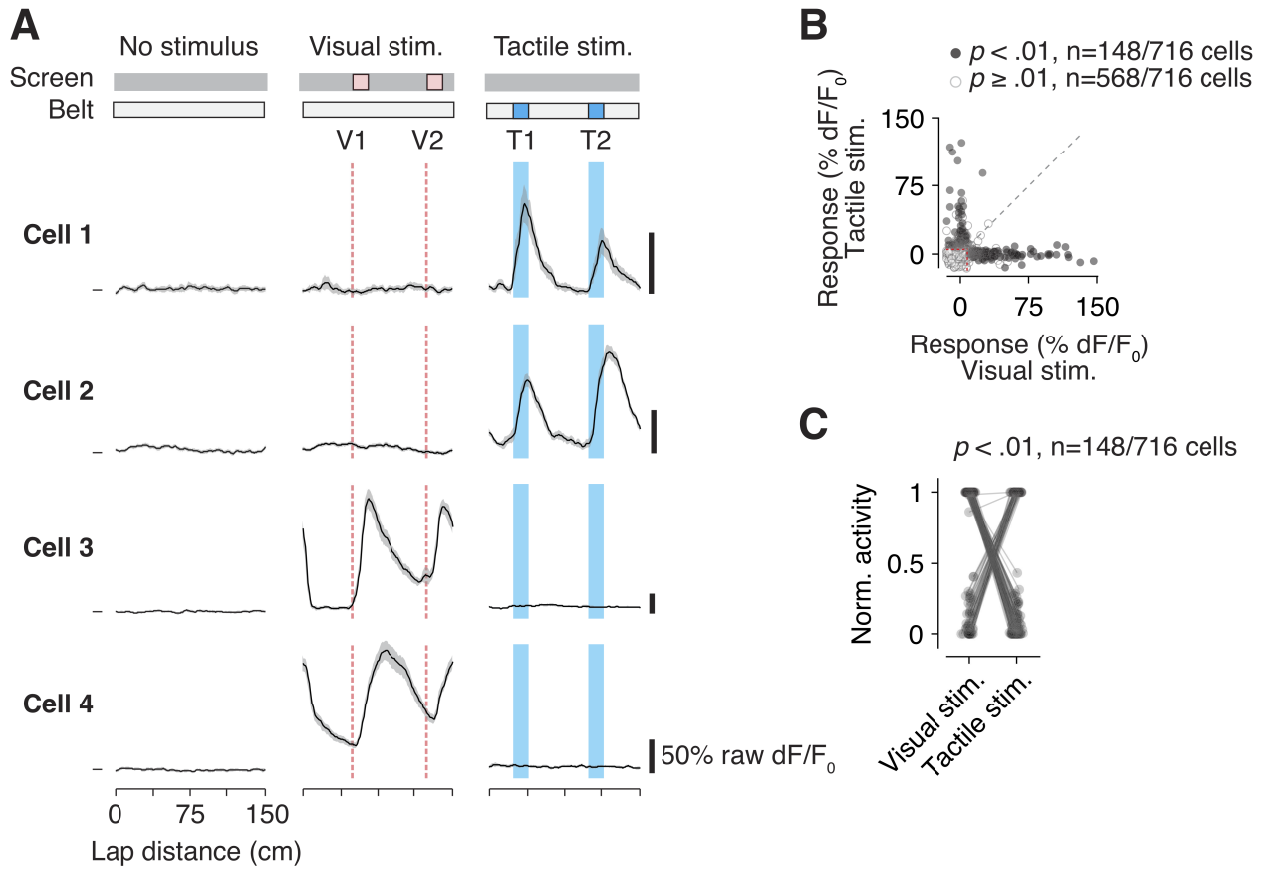 A
No stimulus
Visual stim.
Tactile stim.
Screen
Belt
V1
V2
T1
T2
Cell 1
Cell 2
Cell 3
Cell 4
50% raw dF/F0
0
75
150
Lap distance (cm)
B
p < .01, n=148/716 cells
p ≥ .01, n=568/716 cells
Response (% dF/F0)
Tactile stim.
150
75
0
0
75
150
Response (% dF/F0)
Visual stim.
C
p < .01, n=148/716 cells
Norm. activity
1
0.5
0
Visual stim.
Tactile stim.